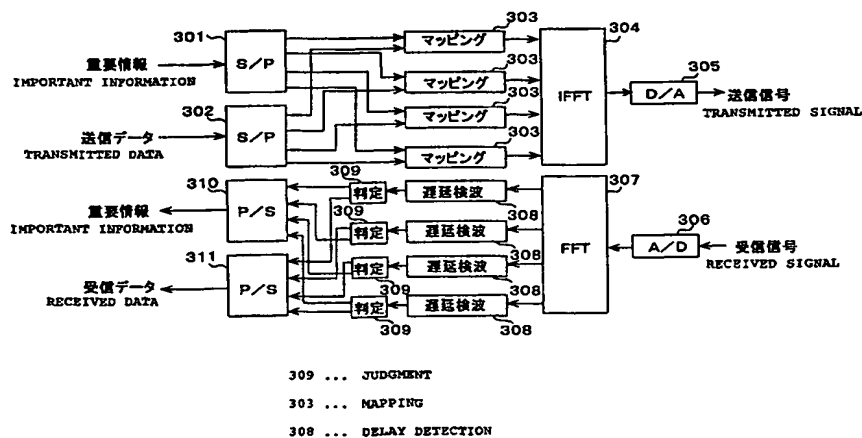 301
S/P
重要情報
IMPORTANT INFORMATION
302
S/P
送信データ
TRANSMITTED DATA
303
マッピング
303
マッピング
303
マッピング
303
マッピング
304
IFFT
305
D/A
送信信号
TRANSMITTED SIGNAL
310
P/S
重要情報
IMPORTANT INFORMATION
311
P/S
受信データ
RECEIVED DATA
309
判定
309
判定
判定
309
判定
309
遅延検波
308
遅延検波
308
遅延検波
308
遅延検波
308
307
FFT
306
A/D
受信信号
RECEIVED SIGNAL
309 ... JUDGMENT
303 ... MAPPING
308 ... DELAY DETECTION